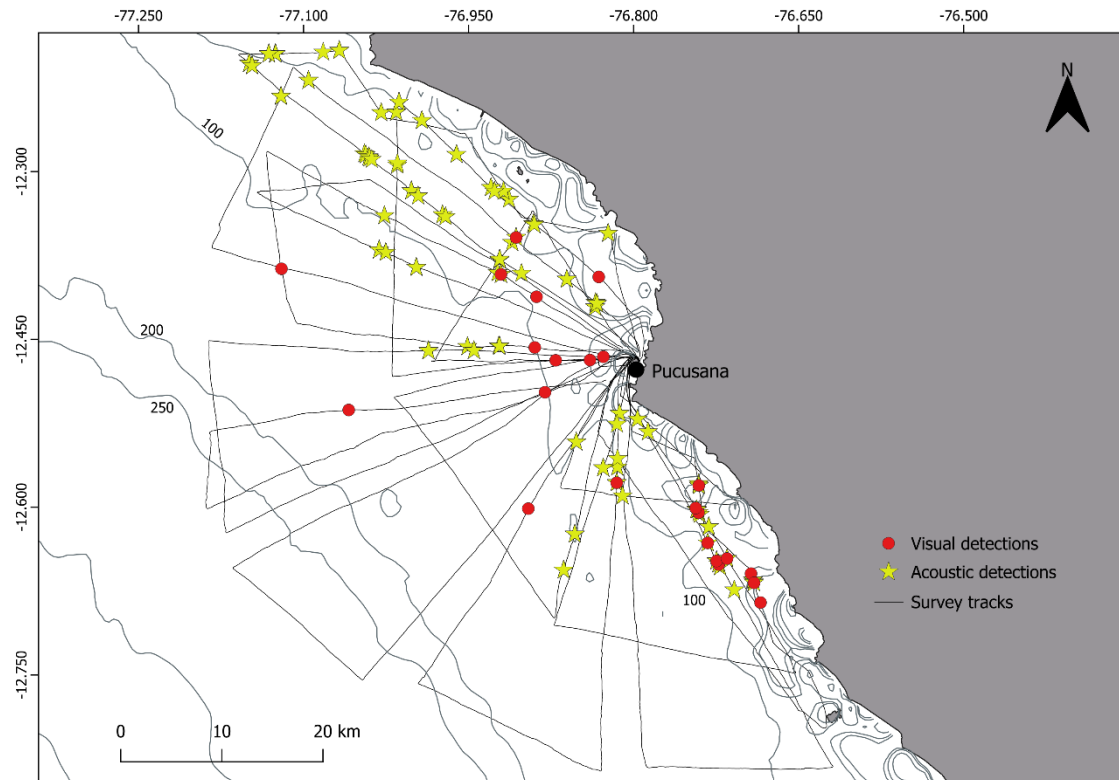 -77.250 -77.100 -76.950 -76.800 -76.650 -76.500
N
100
-12.300
200
-12.450
Pucusana
250
-12.600
Visual detections
Acoustic detections
100
Survey tracks
-12.750
0 10 20 km